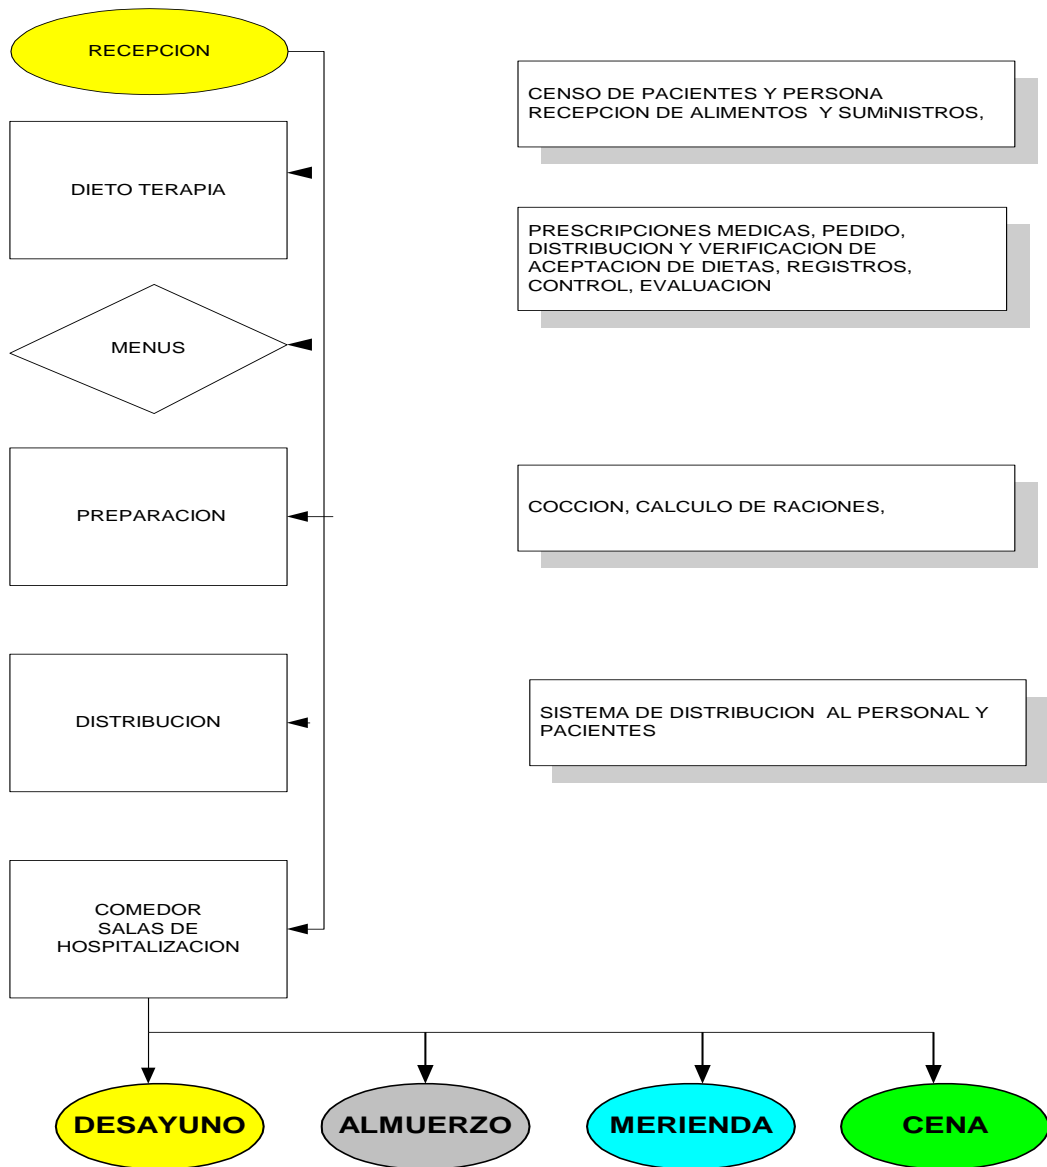 RECEPCION
CENSO DE PACIENTES Y PERSONA
RECEPCION DE ALIMENTOS Y SUMiNISTROS,
DIETO TERAPIA
PRESCRIPCIONES MEDICAS, PEDIDO,
DISTRIBUCION Y VERIFICACION DE
ACEPTACION DE DIETAS, REGISTROS,
CONTROL, EVALUACION
MENUS
PREPARACION
COCCION, CALCULO DE RACIONES,
DISTRIBUCION
SISTEMA DE DISTRIBUCION AL PERSONAL Y
PACIENTES
COMEDOR
SALAS DE
HOSPITALIZACION
DESAYUNO
ALMUERZO
MERIENDA
CENA